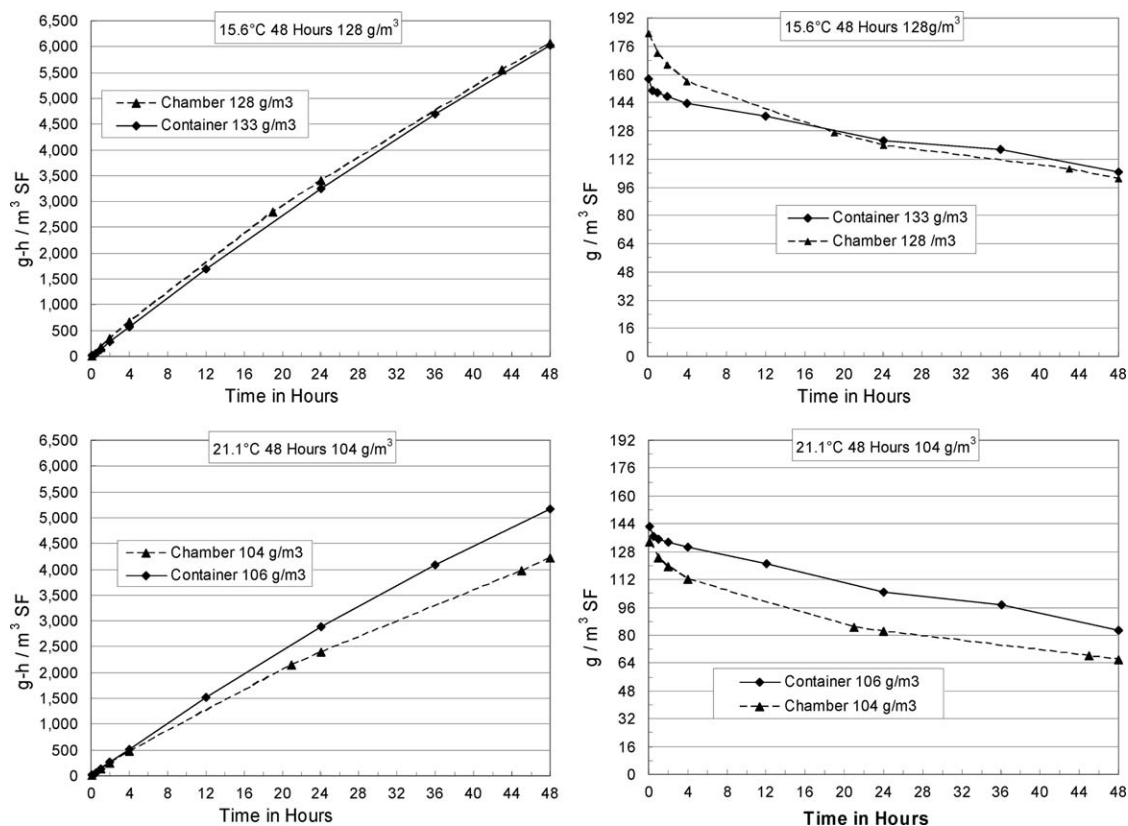 15.6°C 48 Hours 128 g/m³
g-h / m³ SF
6,500
6,000
5,500
5,000
4,500
4,000
3,500
3,000
2,500
2,000
1,500
1,000
500
0
Chamber 128 g/m3
Container 133 g/m3
0 4 8 12 16 20 24 28 32 36 40 44 48
Time in Hours
15.6°C 48 Hours 128g/m³
g / m³ SF
192
176
160
144
128
112
96
80
64
48
32
16
0
Container 133 g/m3
Chamber 128 /m3
0 4 8 12 16 20 24 28 32 36 40 44 48
Time in Hours
21.1°C 48 Hours 104 g/m³
g-h / m³ SF
6,500
6,000
5,500
5,000
4,500
4,000
3,500
3,000
2,500
2,000
1,500
1,000
500
0
Chamber 104 g/m3
Container 106 g/m3
0 4 8 12 16 20 24 28 32 36 40 44 48
Time in Hours
21.1°C 48 Hours 104 g/m³
g / m³ SF
192
176
160
144
128
112
96
80
64
48
32
16
0
Container 106 g/m3
Chamber 104 g/m3
0 4 8 12 16 20 24 28 32 36 40 44 48
Time in Hours